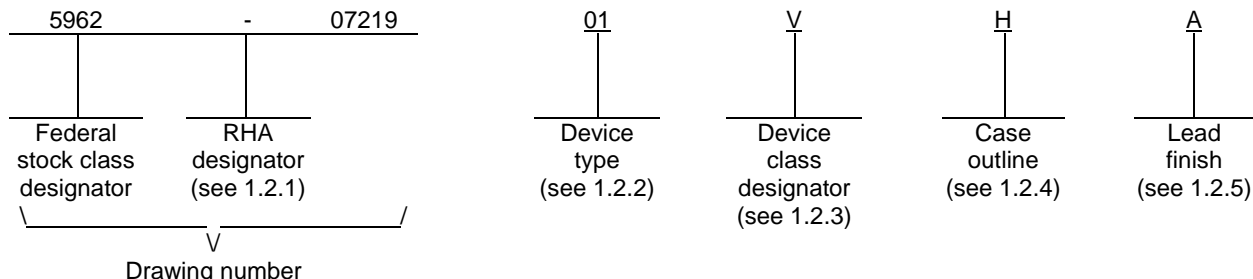 5962 - 07219 01 V H A
Federal stock class designator
RHA designator (see 1.2.1)
Device type (see 1.2.2)
Device class designator (see 1.2.3)
Case outline (see 1.2.4)
Lead finish (see 1.2.5)
\ /
\/
Drawing number